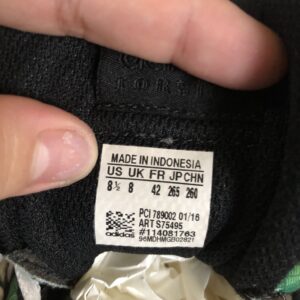 MADE IN INDONESIA
US UK FR JP CHN
8½ 8 42 265 260
PCI 789002 01/16
ART S75495
#114081763
96MDHMGB02821
adidas